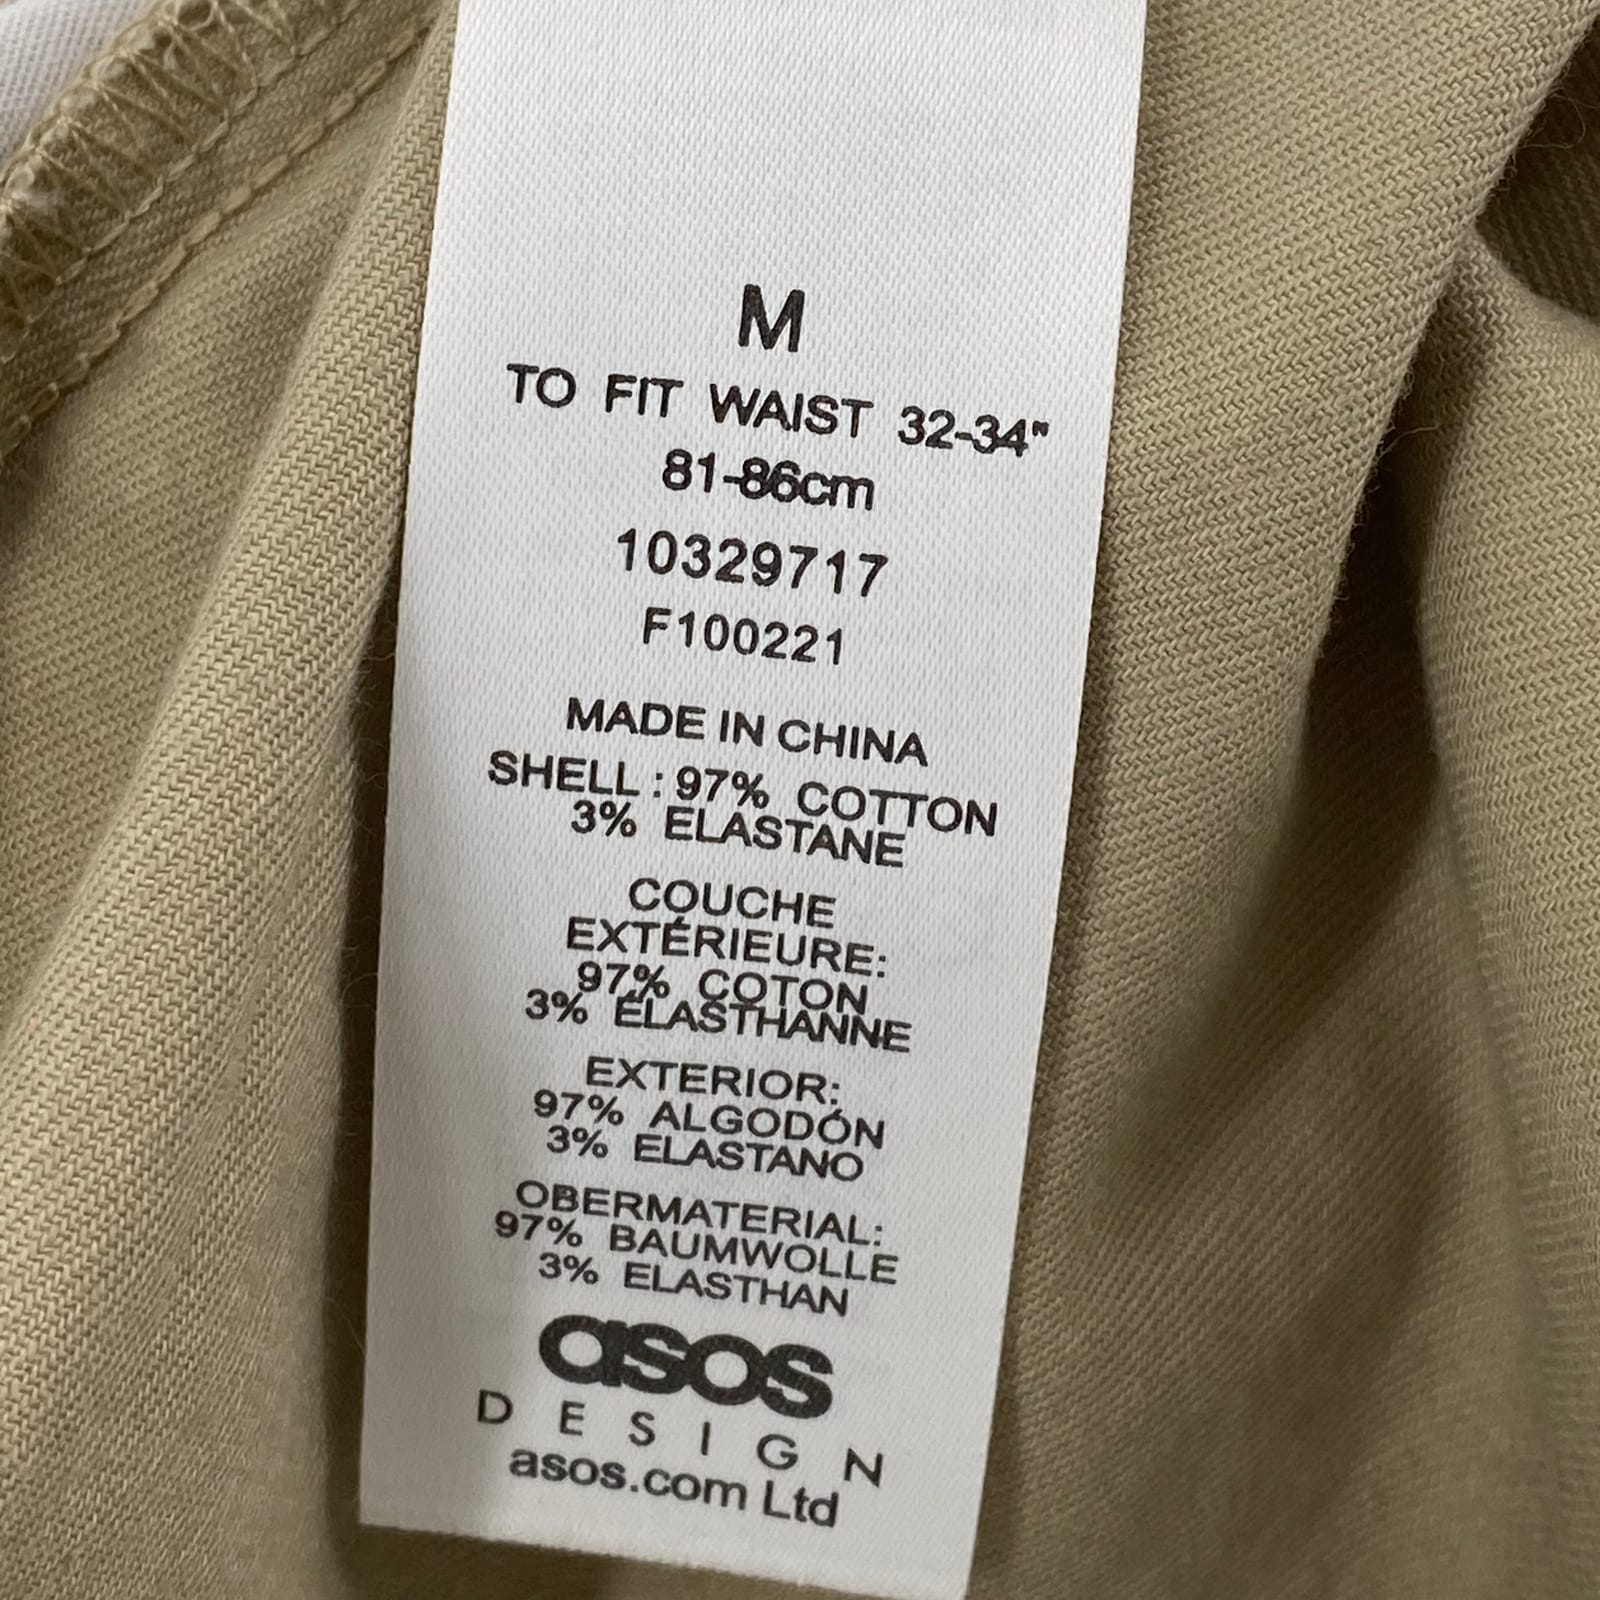 M
TO FIT WAIST 32-34"
81-86cm
10329717
F100221
MADE IN CHINA
SHELL : 97% COTTON
3% ELASTANE
COUCHE
EXTÉRIEURE:
97% COTON
3% ÉLASTHANNE
EXTERIOR:
97% ALGODÓN
3% ELASTANO
OBERMATERIAL:
97% BAUMWOLLE
3% ELASTHAN
asos
DESIGN
asos.com Ltd